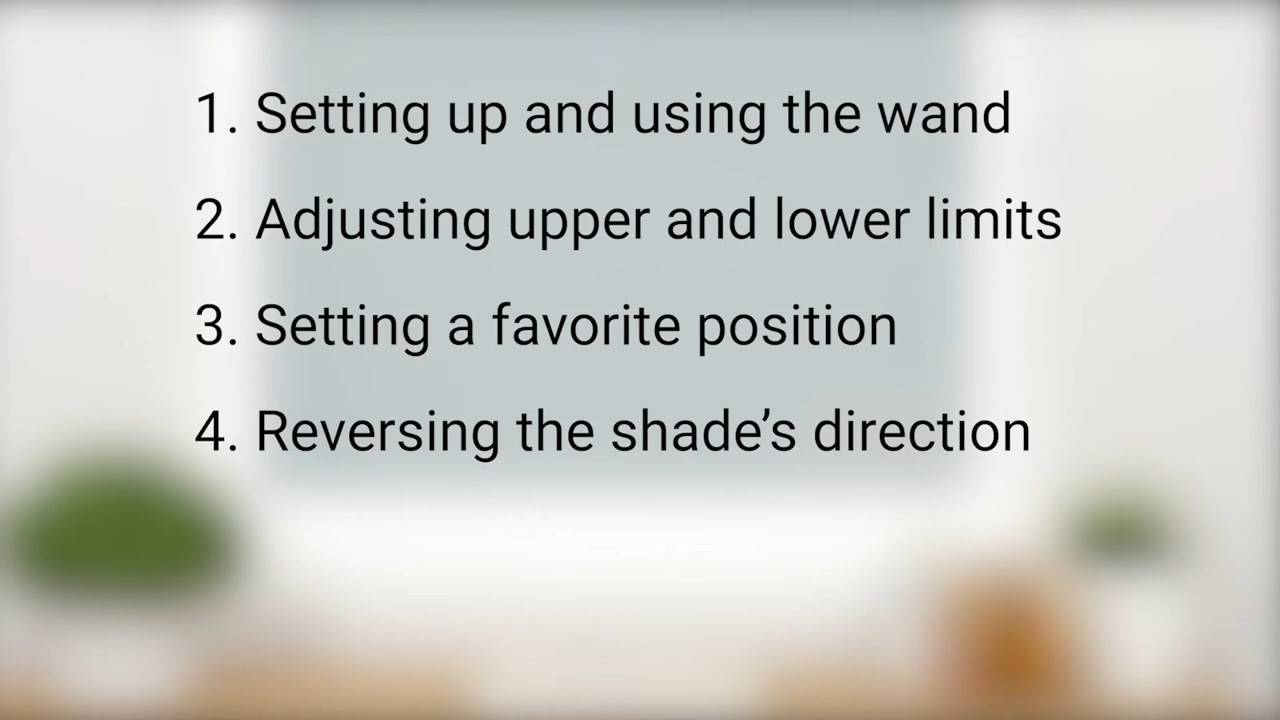 1. Setting up and using the wand
2. Adjusting upper and lower limits
3. Setting a favorite position
4. Reversing the shade’s direction